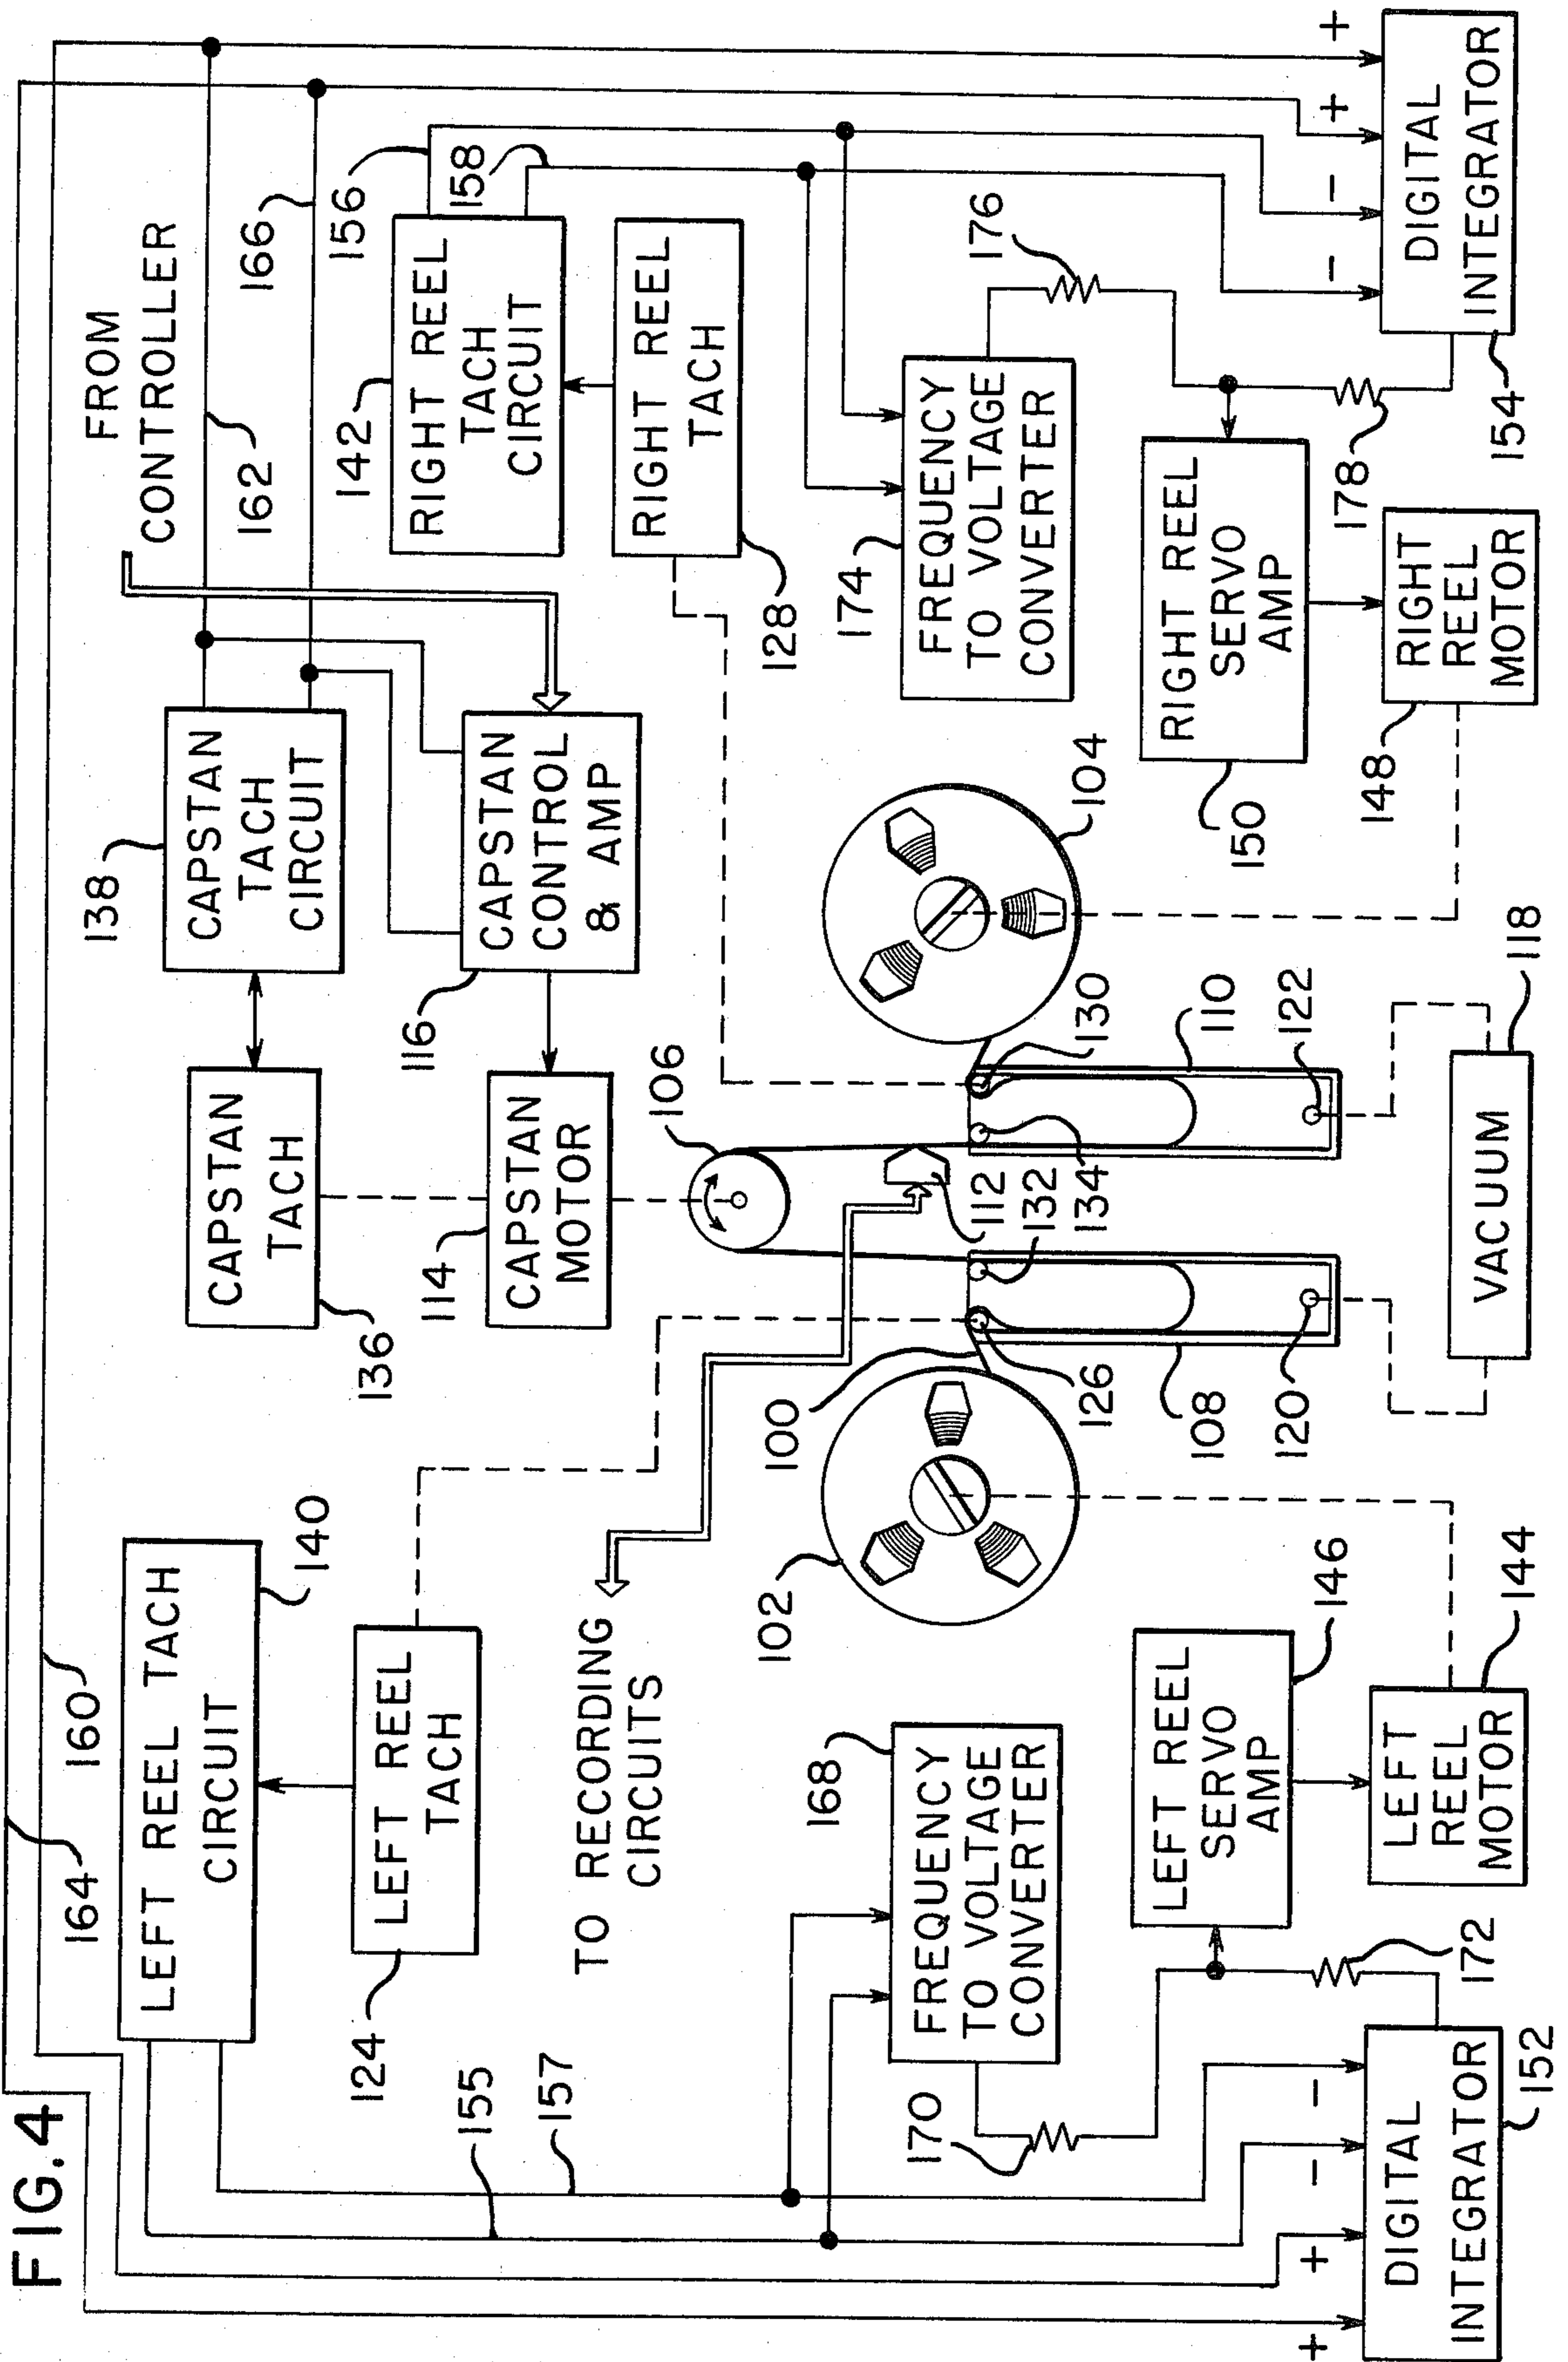 FIG.4
164
160
LEFT REEL TACH
CIRCUIT
140
LEFT REEL
TACH
124
155
157
TO RECORDING
CIRCUITS
136
CAPSTAN
TACH
138
CAPSTAN
TACH
CIRCUIT
114
CAPSTAN
MOTOR
116
CAPSTAN
CONTROL
& AMP
FROM
CONTROLLER
162
166
142
RIGHT REEL
TACH
CIRCUIT
156
158
RIGHT REEL
TACH
128
106
100
102
104
112
132
134
126
130
108
110
120
122
VACUUM
118
168
FREQUENCY
TO VOLTAGE
CONVERTER
170
172
LEFT REEL
SERVO
AMP
146
LEFT
REEL
MOTOR
144
+
+
-
-
DIGITAL
INTEGRATOR
152
174
FREQUENCY
TO VOLTAGE
CONVERTER
176
178
RIGHT REEL
SERVO
AMP
150
RIGHT
REEL
MOTOR
148
-
-
+
+
DIGITAL
INTEGRATOR
154